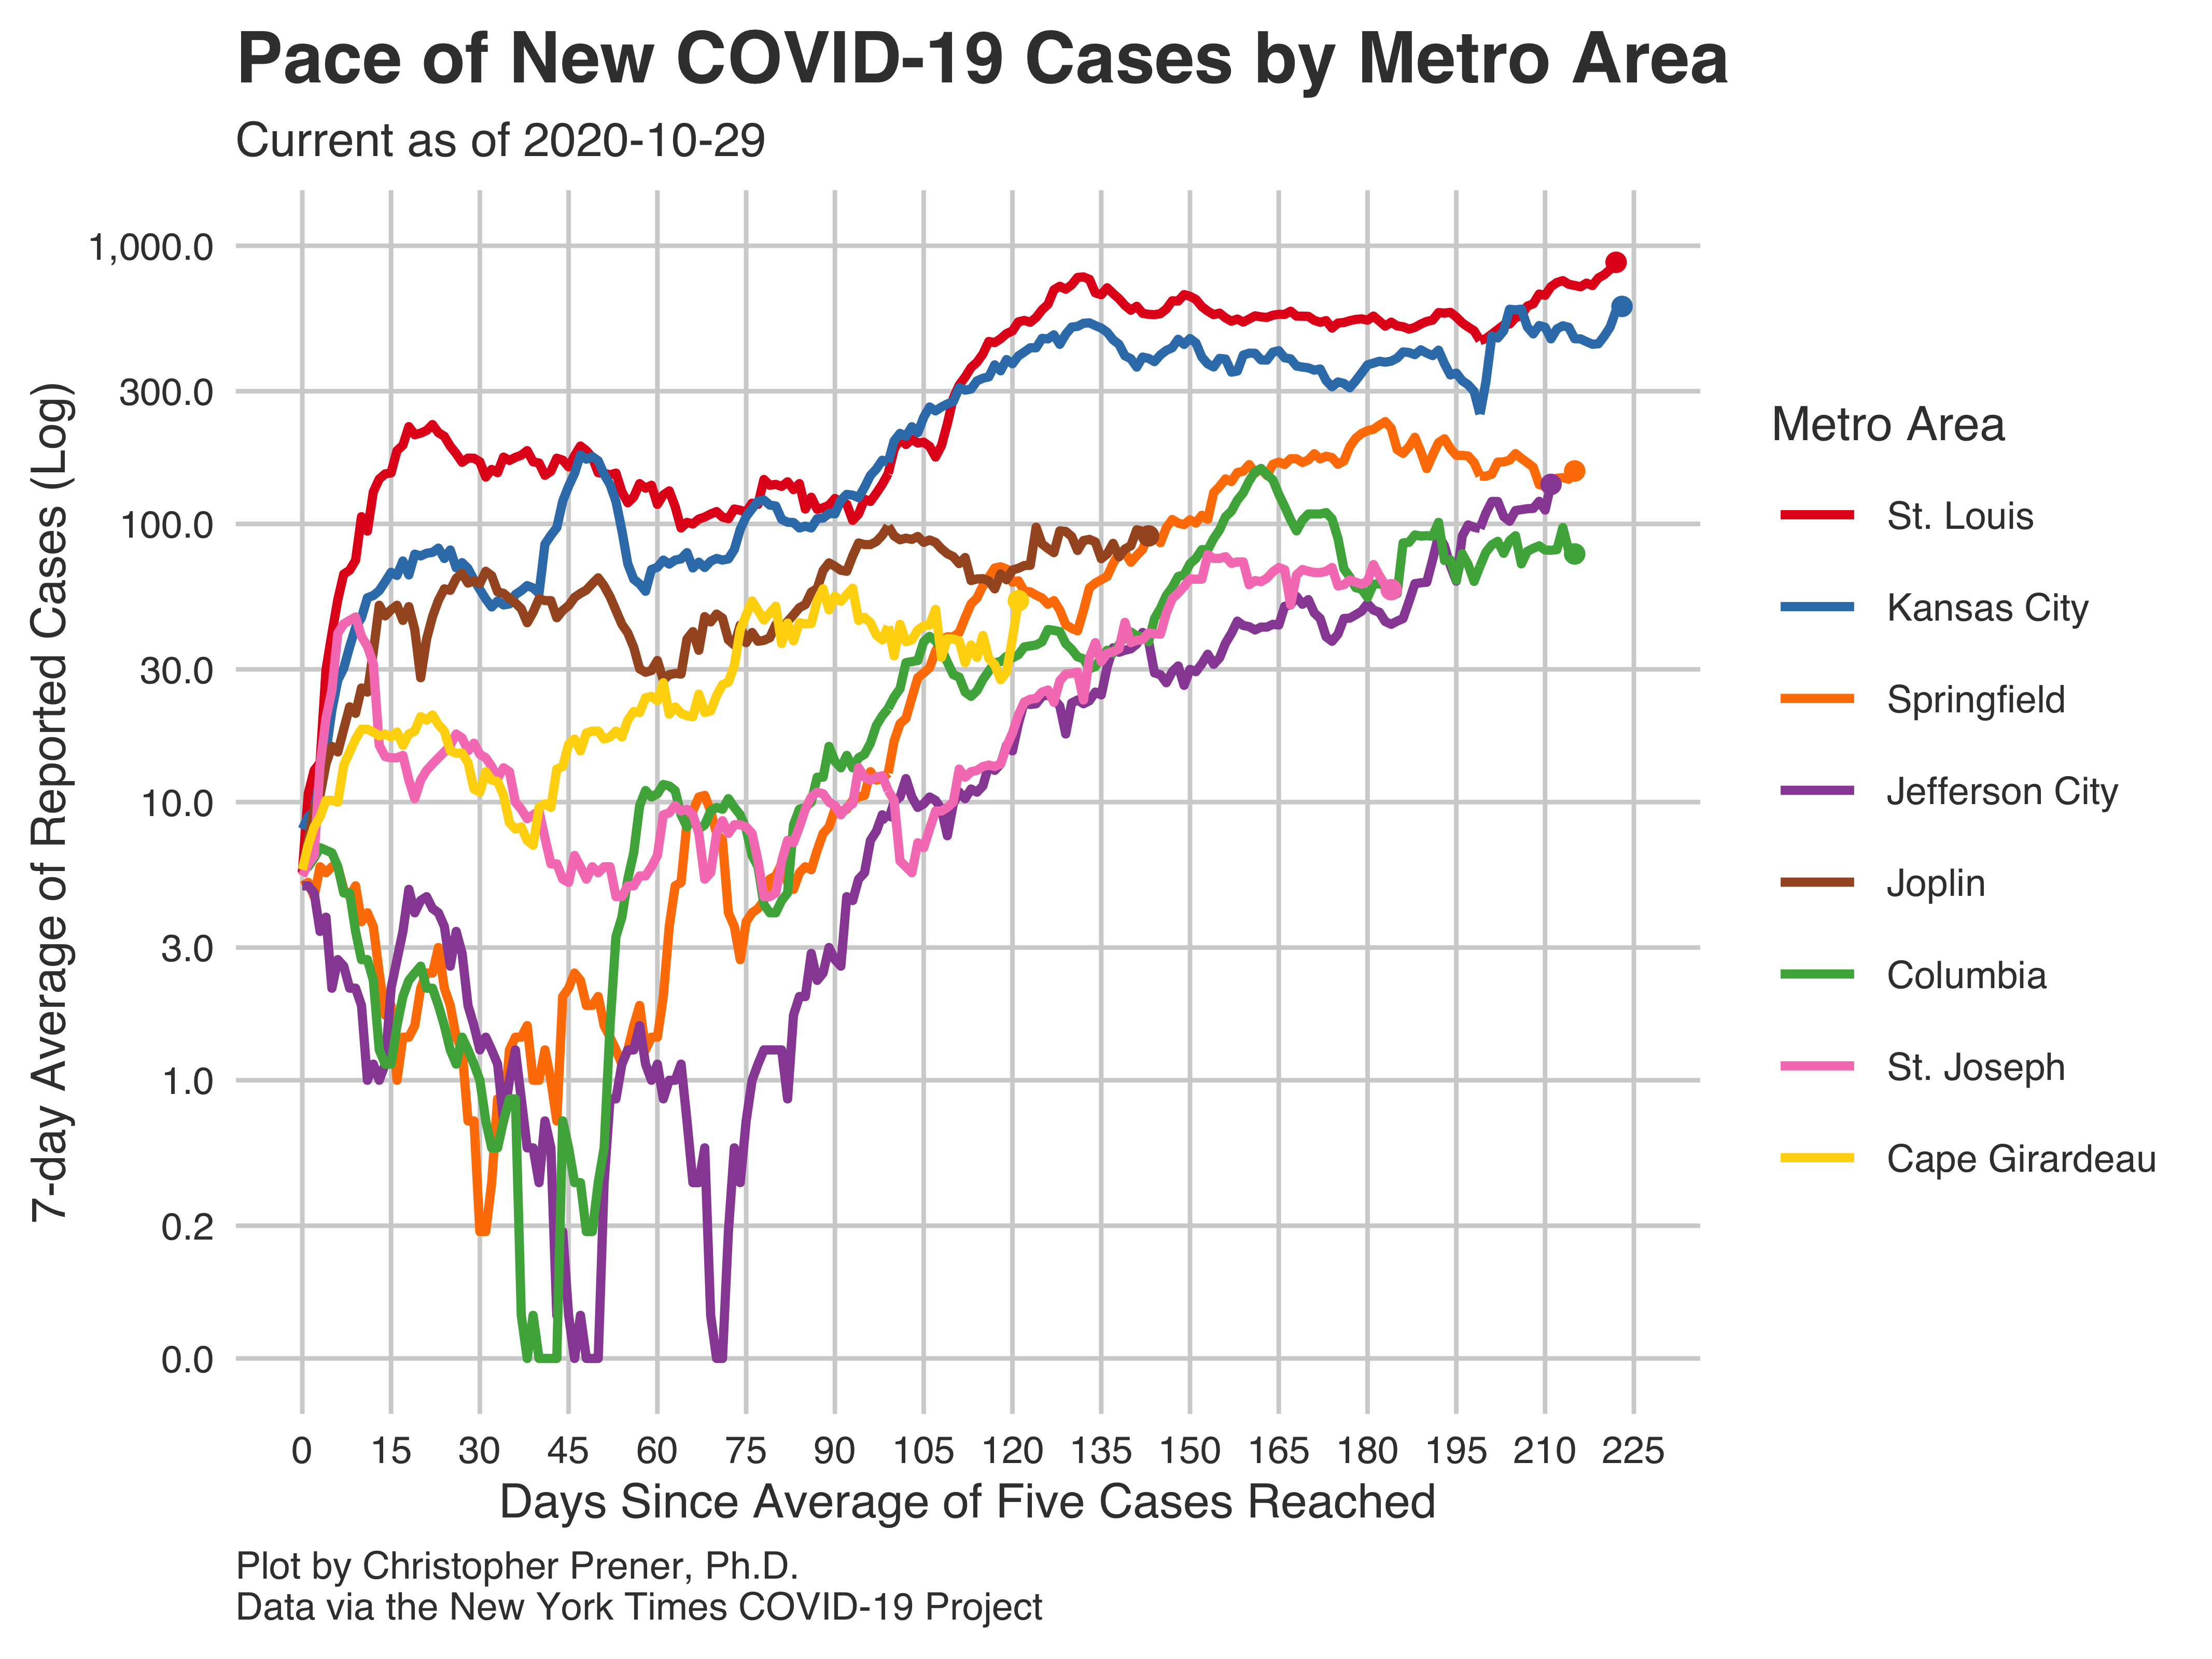 Pace of New COVID-19 Cases by Metro Area
Current as of 2020-10-29
7-day Average of Reported Cases (Log)
1,000.0
300.0
100.0
30.0
10.0
3.0
1.0
0.2
0.0
0 15 30 45 60 75 90 105 120 135 150 165 180 195 210 225
Days Since Average of Five Cases Reached
Metro Area
St. Louis
Kansas City
Springfield
Jefferson City
Joplin
Columbia
St. Joseph
Cape Girardeau
Plot by Christopher Prener, Ph.D.
Data via the New York Times COVID-19 Project